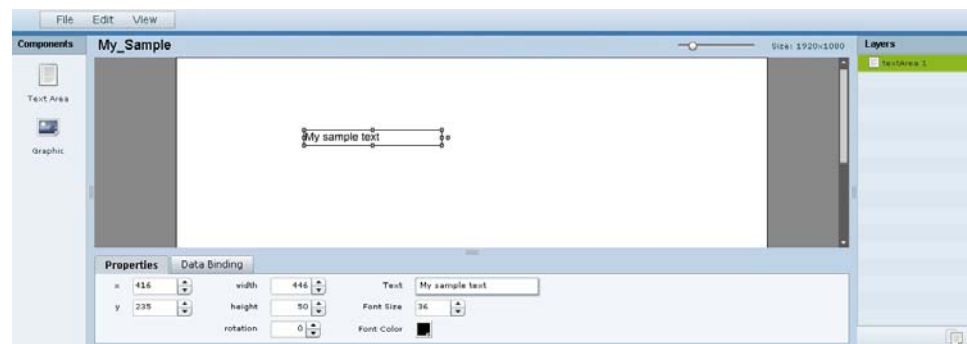 File Edit View
Components
My_Sample
Size: 1920x1080
Layers
textArea 1
Text Area
Graphic
My sample text
Properties Data Binding
x 416 width 446 Text My sample text
y 235 height 50 Font Size 36
rotation 0 Font Color